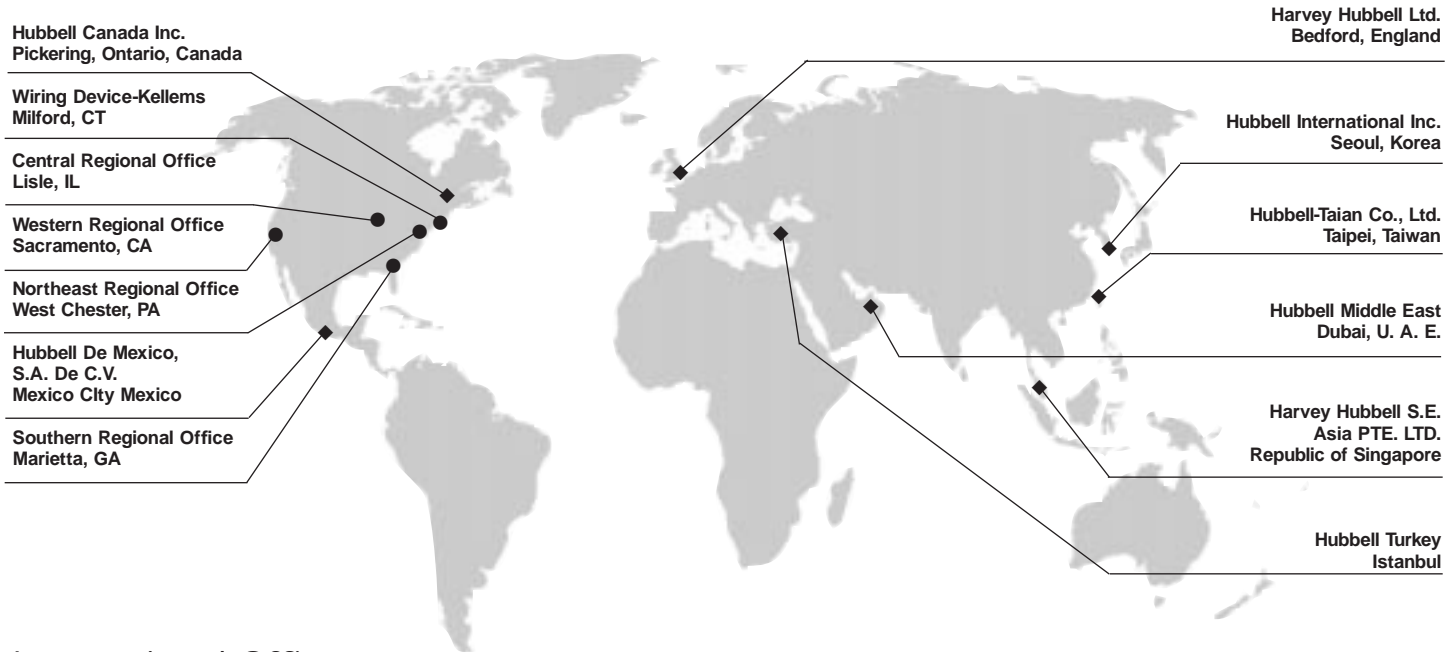 Hubbell Canada Inc.
Pickering, Ontario, Canada
Wiring Device-Kellems
Milford, CT
Central Regional Office
Lisle, IL
Western Regional Office
Sacramento, CA
Northeast Regional Office
West Chester, PA
Hubbell De Mexico,
S.A. De C.V.
Mexico CIty Mexico
Southern Regional Office
Marietta, GA
Harvey Hubbell Ltd.
Bedford, England
Hubbell International Inc.
Seoul, Korea
Hubbell-Taian Co., Ltd.
Taipei, Taiwan
Hubbell Middle East
Dubai, U. A. E.
Harvey Hubbell S.E.
Asia PTE. LTD.
Republic of Singapore
Hubbell Turkey
Istanbul